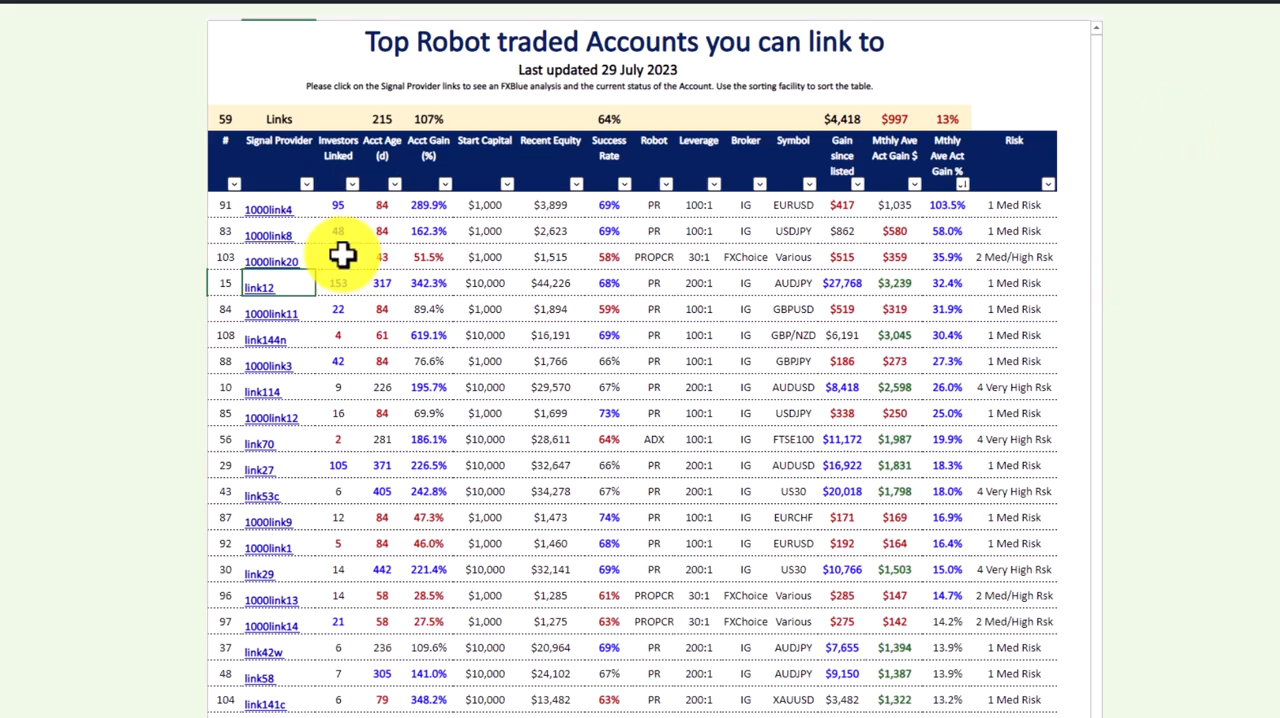 Top Robot traded Accounts you can link to
Last updated 29 July 2023
Please click on the Signal Provider links to see an FXBlue analysis and the current status of the Account. Use the sorting facility to sort the table.
59 Links 215 107% 64% $4,418 $997 13%
# Signal Provider Investors Linked Acct Age (d) Acct Gain (%) Start Capital Recent Equity Success Rate Robot Leverage Broker Symbol Gain since listed Mthly Ave Act Gain $ Mthly Ave Act Gain % Risk
91 1000link4 95 84 289.9% $1,000 $3,899 69% PR 100:1 IG EURUSD $417 $1,035 103.5% 1 Med Risk
83 1000link8 48 84 162.3% $1,000 $2,623 69% PR 100:1 IG USDJPY $862 $580 58.0% 1 Med Risk
103 1000link20 43 51.5% $1,000 $1,515 58% PROPCR 30:1 FXChoice Various $515 $359 35.9% 2 Med/High Rsk
15 link12 153 317 342.3% $10,000 $44,226 68% PR 200:1 IG AUDJPY $27,768 $3,239 32.4% 1 Med Risk
84 1000link11 22 84 89.4% $1,000 $1,894 59% PR 100:1 IG GBPUSD $519 $319 31.9% 1 Med Risk
108 link144n 4 61 619.1% $10,000 $16,191 69% PR 100:1 IG GBP/NZD $6,191 $3,045 30.4% 1 Med Risk
88 1000link3 42 84 76.6% $1,000 $1,766 66% PR 100:1 IG GBPJPY $186 $273 27.3% 1 Med Risk
10 link114 9 226 195.7% $10,000 $29,570 67% PR 200:1 IG AUDUSD $8,418 $2,598 26.0% 4 Very High Rsk
85 1000link12 16 84 69.9% $1,000 $1,699 73% PR 100:1 IG USDJPY $338 $250 25.0% 1 Med Risk
56 link70 2 281 186.1% $10,000 $28,611 64% ADX 100:1 IG FTSE100 $11,172 $1,987 19.9% 4 Very High Rsk
29 link27 105 371 226.5% $10,000 $32,647 66% PR 200:1 IG AUDUSD $16,922 $1,831 18.3% 1 Med Risk
43 link53c 6 405 242.8% $10,000 $34,278 67% PR 200:1 IG US30 $20,018 $1,798 18.0% 4 Very High Rsk
87 1000link9 12 84 47.3% $1,000 $1,473 74% PR 100:1 IG EURCHF $171 $169 16.9% 1 Med Risk
92 1000link1 5 84 46.0% $1,000 $1,460 68% PR 100:1 IG EURUSD $192 $164 16.4% 1 Med Risk
30 link29 14 442 221.4% $10,000 $32,141 69% PR 200:1 IG US30 $10,766 $1,503 15.0% 4 Very High Rsk
96 1000link13 14 58 28.5% $1,000 $1,285 61% PROPCR 30:1 FXChoice Various $285 $147 14.7% 2 Med/High Rsk
97 1000link14 21 58 27.5% $1,000 $1,275 63% PROPCR 30:1 FXChoice Various $275 $142 14.2% 2 Med/High Rsk
37 link42w 6 236 109.6% $10,000 $20,964 69% PR 200:1 IG AUDJPY $7,655 $1,394 13.9% 1 Med Risk
48 link58 7 305 141.0% $10,000 $24,102 67% PR 200:1 IG AUDJPY $9,150 $1,387 13.9% 1 Med Risk
104 link141c 6 79 348.2% $10,000 $13,482 63% PR 200:1 IG XAUUSD $3,482 $1,322 13.2% 1 Med Risk